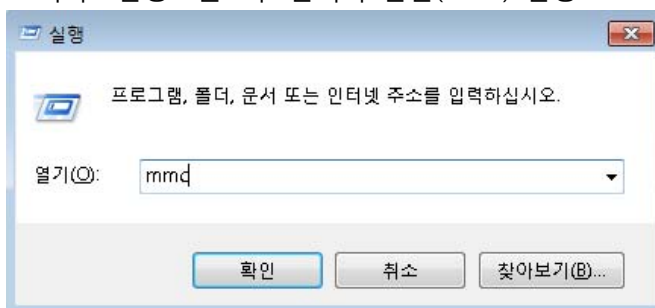 실행
프로그램, 폴더, 문서 또는 인터넷 주소를 입력하십시오.
열기(O): mmc
확인 취소 찾아보기(B)...